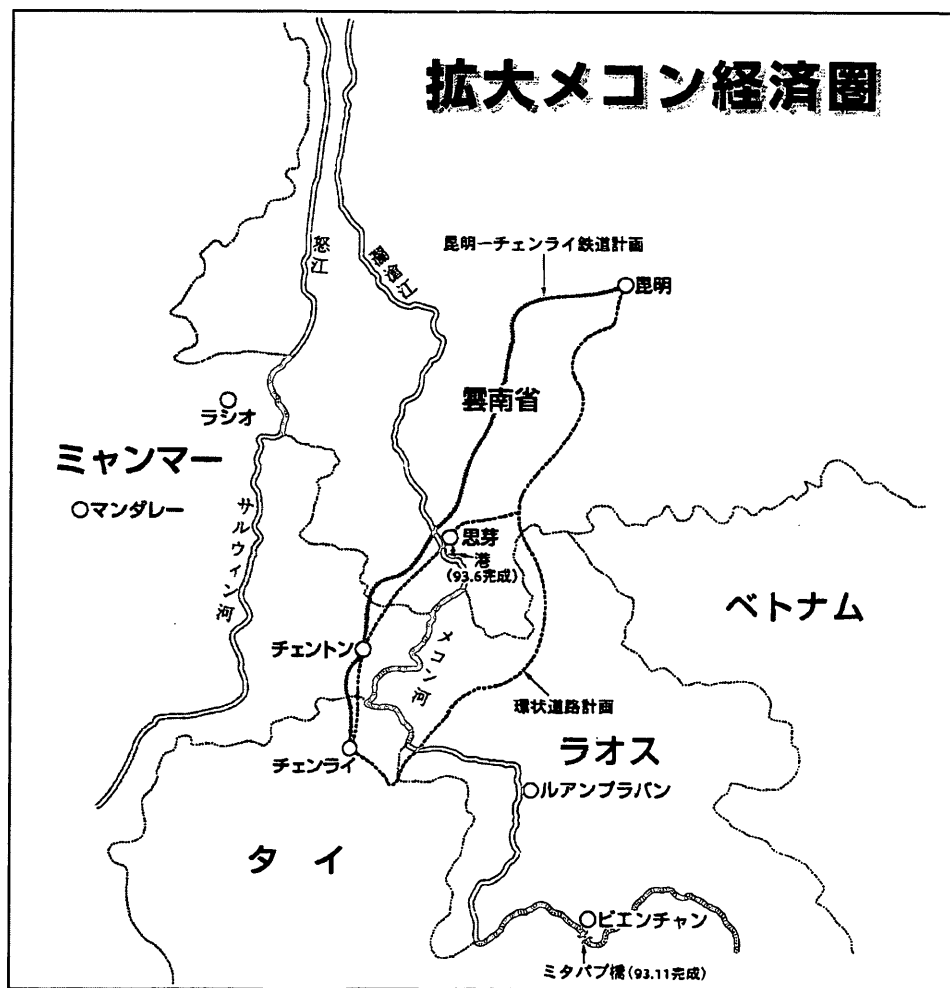 拡大メコン経済圏
昆明ーチェンライ鉄道計画
昆明
怒江
瀾滄江
雲南省
ラシオ
ミャンマー
マンダレー
サルウィン河
思芽
港
(93.6完成)
ベトナム
チェントン
メコン河
環状道路計画
チェンライ
ラオス
ルアンプラバン
タイ
ビエンチャン
ミタパプ橋(93.11完成)